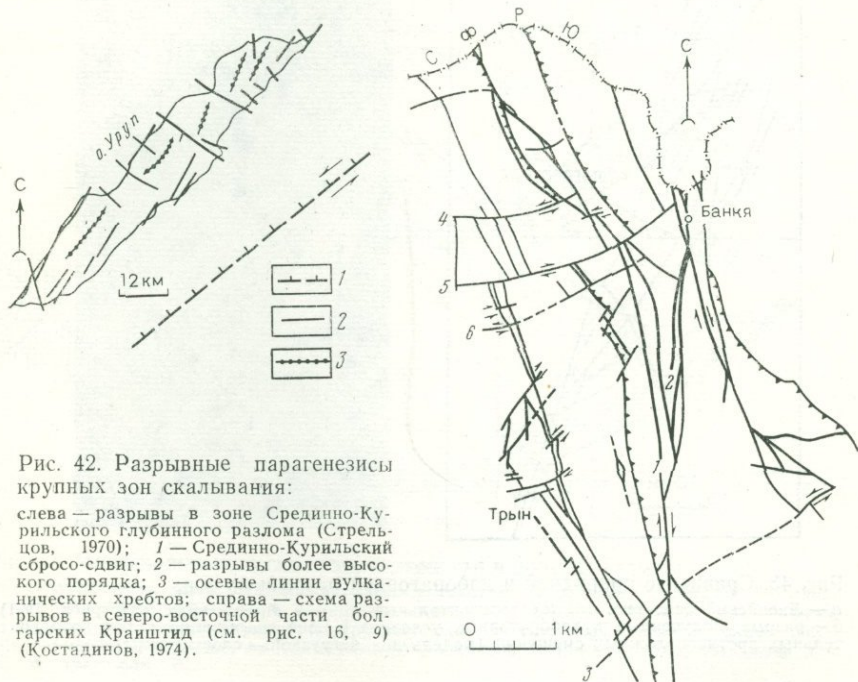 о. Уруп
С
12 км
1
2
3
С Ф Р Ю
С
Банкя
4
5
6
2
1
Трын
0 1 км
3
Рис. 42. Разрывные парагенезисы
крупных зон скалывания:
слева — разрывы в зоне Срединно-Ку-
рильского глубинного разлома (Стрель-
цов, 1970); 1 — Срединно-Курильский
сбросо-сдвиг; 2 — разрывы более высо-
кого порядка; 3 — осевые линии вулка-
нических хребтов; справа — схема раз-
рывов в северо-восточной части бол-
гарских Краиштид (см. рис. 16, 9)
(Костадинов, 1974).